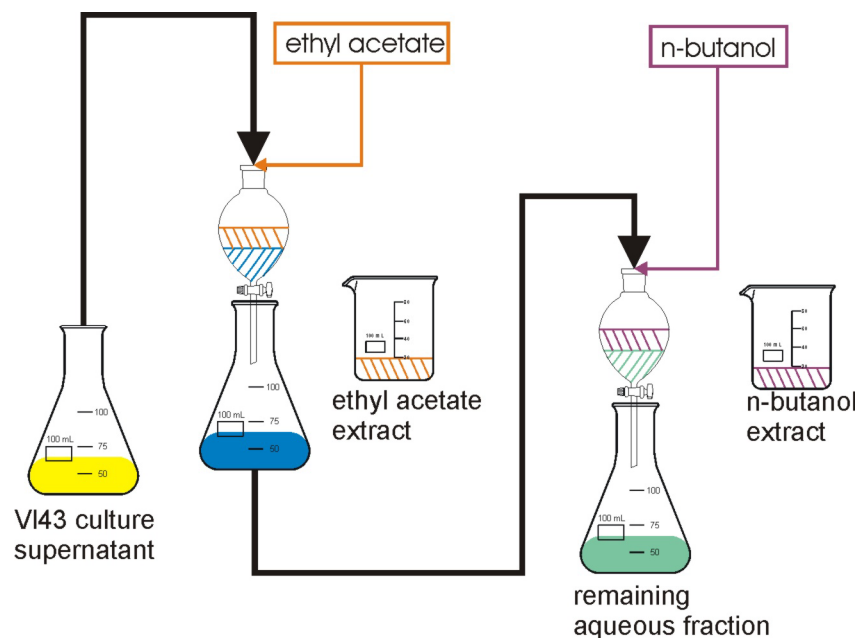 ethyl acetate
n-butanol
100
100 mL
75
50
VI43 culture
supernatant
100
100 mL
75
50
100 mL
ethyl acetate
extract
100
100 mL
75
50
remaining
aqueous fraction
100 mL
n-butanol
extract